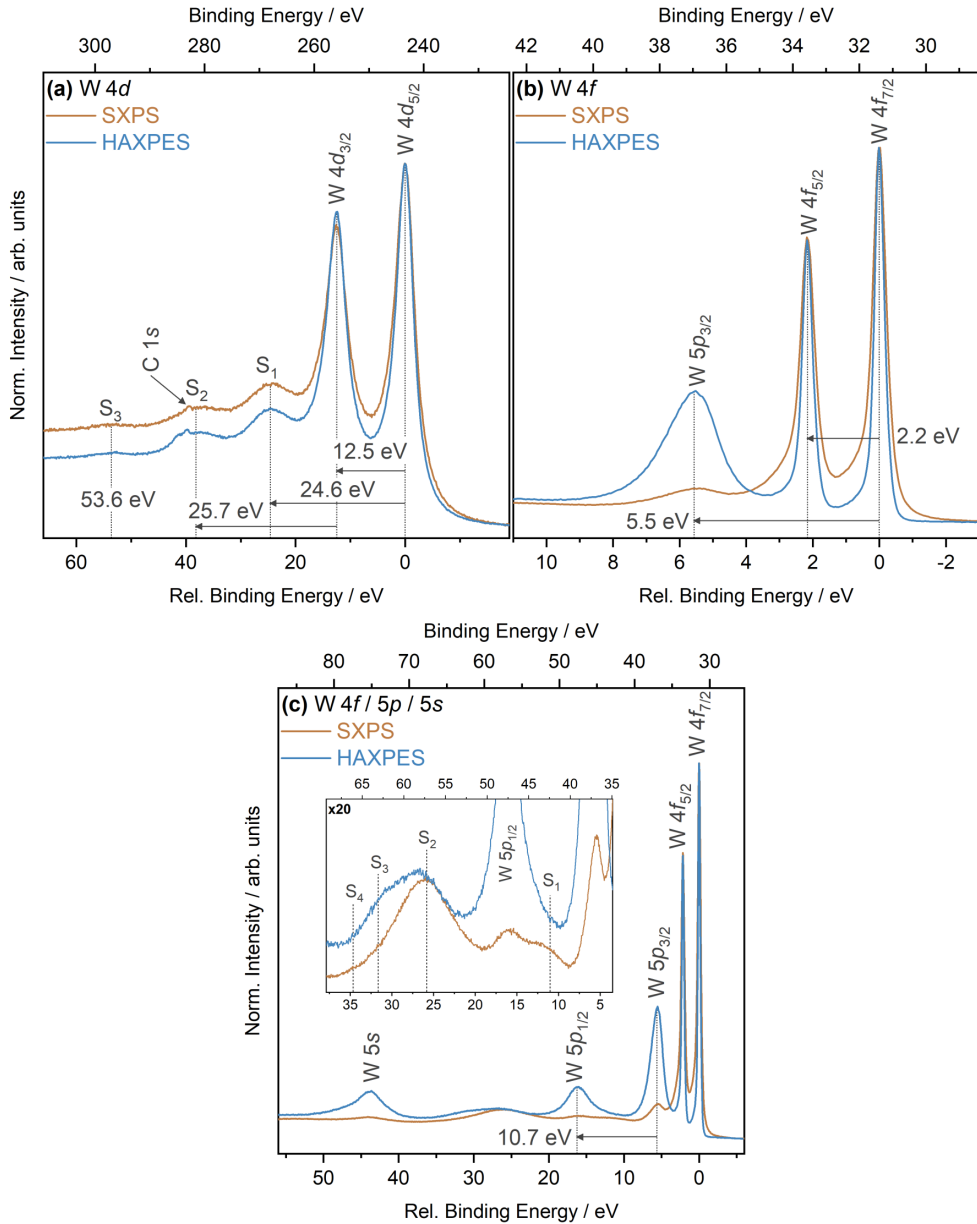 Binding Energy / eV
300 280 260 240
(a) W 4d
SXPS
HAXPES
W 4d3/2
W 4d5/2
C 1s
S3
S2
S1
12.5 eV
53.6 eV
24.6 eV
25.7 eV
Norm. Intensity / arb. units
60 40 20 0
Rel. Binding Energy / eV
Binding Energy / eV
42 40 38 36 34 32 30
(b) W 4f
SXPS
HAXPES
W 5p3/2
W 4f5/2
W 4f7/2
2.2 eV
5.5 eV
10 8 6 4 2 0 -2
Rel. Binding Energy / eV
Binding Energy / eV
80 70 60 50 40 30
(c) W 4f / 5p / 5s
SXPS
HAXPES
W 4f7/2
W 4f5/2
65 60 55 50 45 40 35
x20
S4
S3
S2
W 5p1/2
S1
35 30 25 20 15 10 5
W 5s
W 5p1/2
W 5p3/2
10.7 eV
Norm. Intensity / arb. units
50 40 30 20 10 0
Rel. Binding Energy / eV